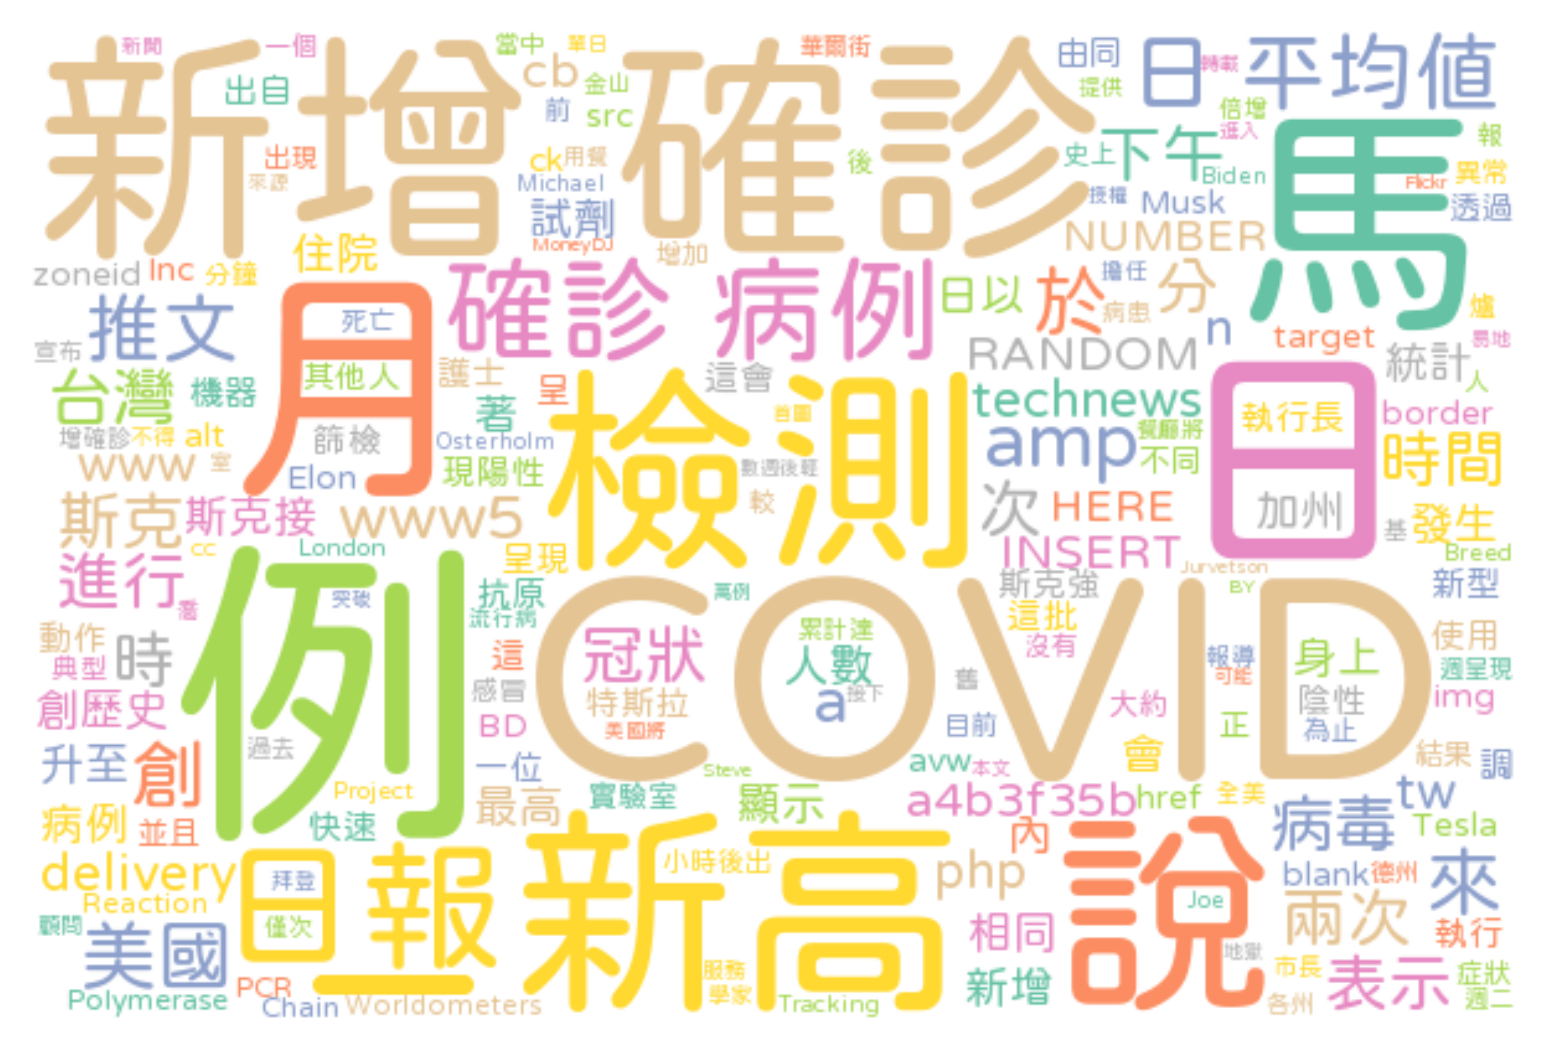 新聞 一個 當中 單日 華爾街 由同 日 轉載 平均值
新增 確診
出自 cb 金山 提供 倍增
前 src 進入 報
出現 ck 用餐 後 史上 下午 馬 異常
來源 Michael Biden Flickr
試劑 授權 Musk 透過
住院 MoneyDJ 增加 NUMBER
zoneid Inc 分鐘 確診 病例 日以 於 擔任 分
推文 月 死亡 病患 n target 爐
宣布 RANDOM 統計 易地
台灣 機器 其他人 護士 呈 這會 technews 日 人
著 檢測 首圖 執行長 border
增確診 不得 alt 篩檢 Osterholm amp 餐廳將
www 室 Elon 現陽性 數週後輕 不同 時間
斯克 斯克接 www5 較 次 HERE 加州 基 發生
cc London 呈現 INSERT Breed
進行 例 抗原 COVID 萬例 斯克強 Jurvetson BY 新型
喬 突破 流行病 這批
動作 時 這 冠狀 累計達 沒有 報導 身上 使用
典型 人數 可能 週呈現
創歷史 感冒 特斯拉 a 接下 舊 大約 陰性 img
BD 美國將 目前 正 為止
升至 創 過去 一位 Steve avw 本文 會 結果 調
Project 最高 實驗室 顯示 a4b3f35b href 全美 tw
病例 並且 快速 新高 內 說 病毒 Tesla
delivery 日報 小時後出 php blank 德州 來
Reaction 拜登 Joe
顧問 美國 僅次 相同 兩次 執行
PCR 服務 新增 地獄 市長 表示 症狀
Polymerase Chain Worldometers 學家 Tracking 各州 週二